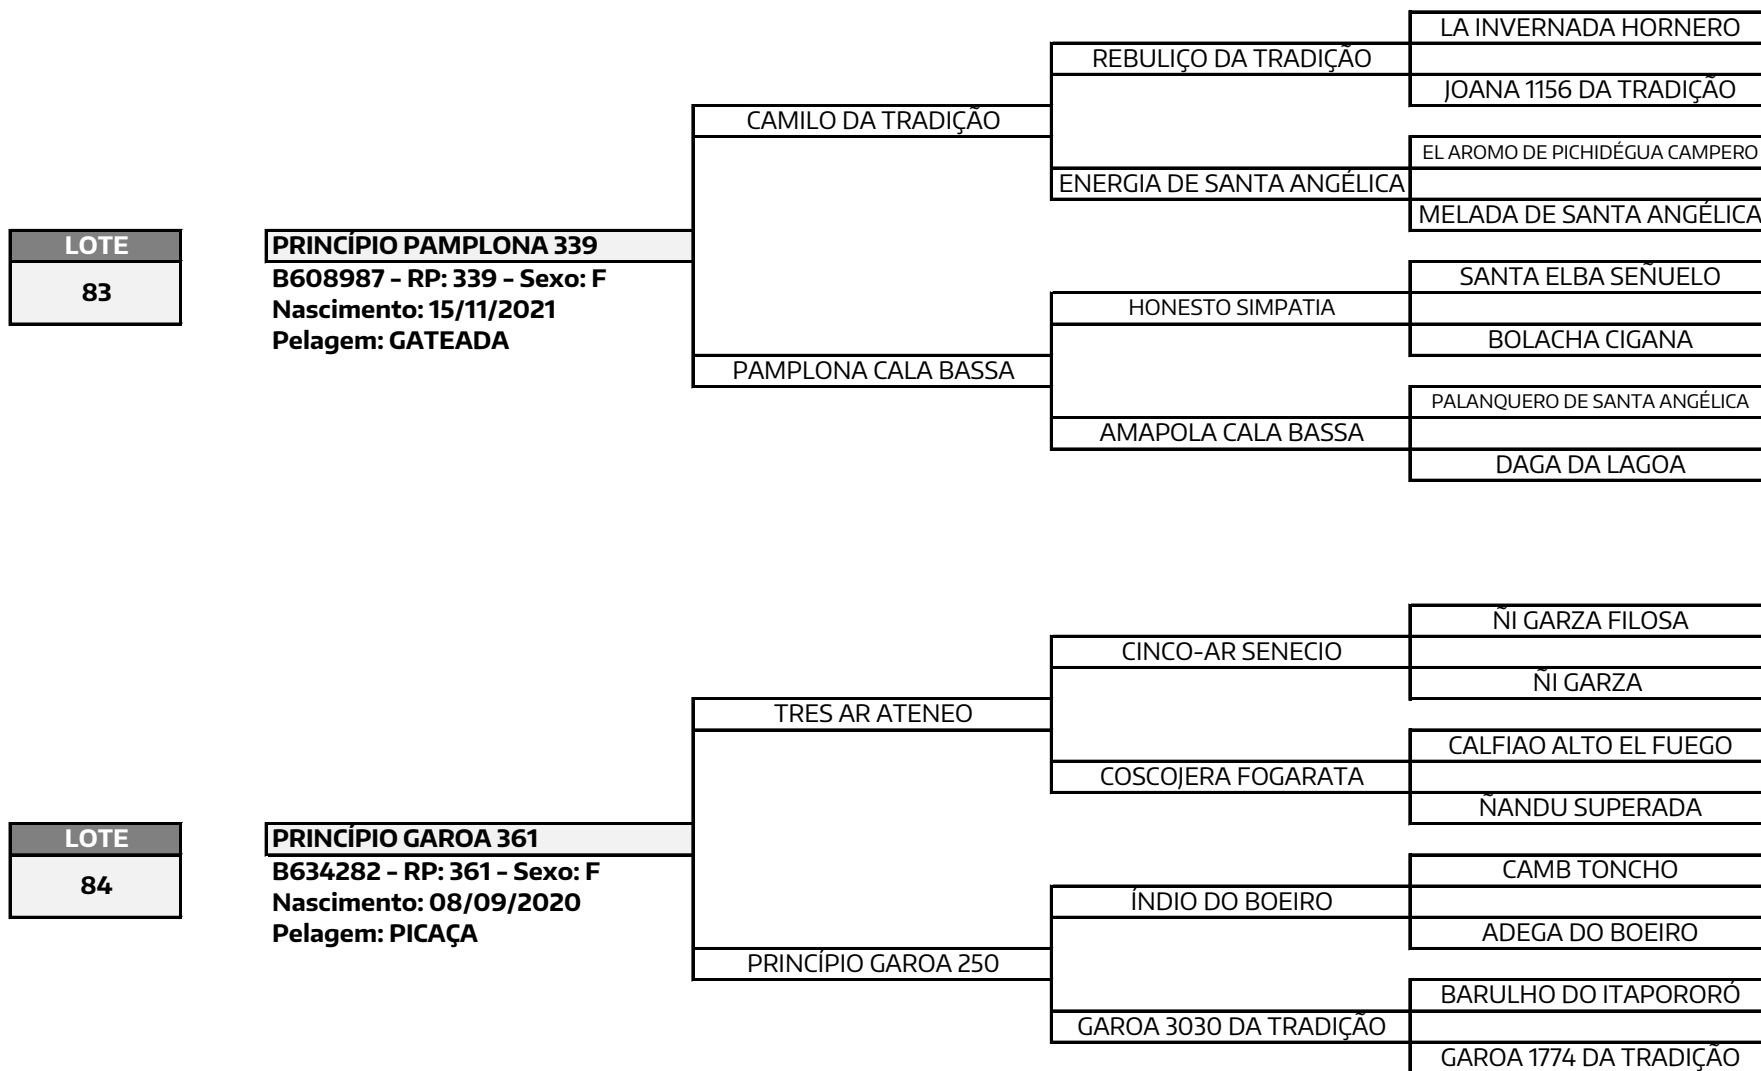 LA INVERNADA HORNERO
REBULIÇO DA TRADIÇÃO
JOANA 1156 DA TRADIÇÃO
CAMILO DA TRADIÇÃO
EL AROMO DE PICHIDÉGUA CAMPERO
ENERGIA DE SANTA ANGÉLICA
MELADA DE SANTA ANGÉLICA
LOTE
83
PRINCÍPIO PAMPLONA 339
B608987 - RP: 339 - Sexo: F
Nascimento: 15/11/2021
Pelagem: GATEADA
SANTA ELBA SEÑUELO
HONESTO SIMPATIA
BOLACHA CIGANA
PAMPLONA CALA BASSA
PALANQUERO DE SANTA ANGÉLICA
AMAPOLA CALA BASSA
DAGA DA LAGOA
ÑI GARZA FILOSA
CINCO-AR SENECIO
ÑI GARZA
TRES AR ATENEO
CALFIAO ALTO EL FUEGO
COSCOJERA FOGARATA
ÑANDU SUPERADA
LOTE
84
PRINCÍPIO GAROA 361
B634282 - RP: 361 - Sexo: F
Nascimento: 08/09/2020
Pelagem: PICAÇA
CAMB TONCHO
ÍNDIO DO BOEIRO
ADEGA DO BOEIRO
PRINCÍPIO GAROA 250
BARULHO DO ITAPORORÓ
GAROA 3030 DA TRADIÇÃO
GAROA 1774 DA TRADIÇÃO